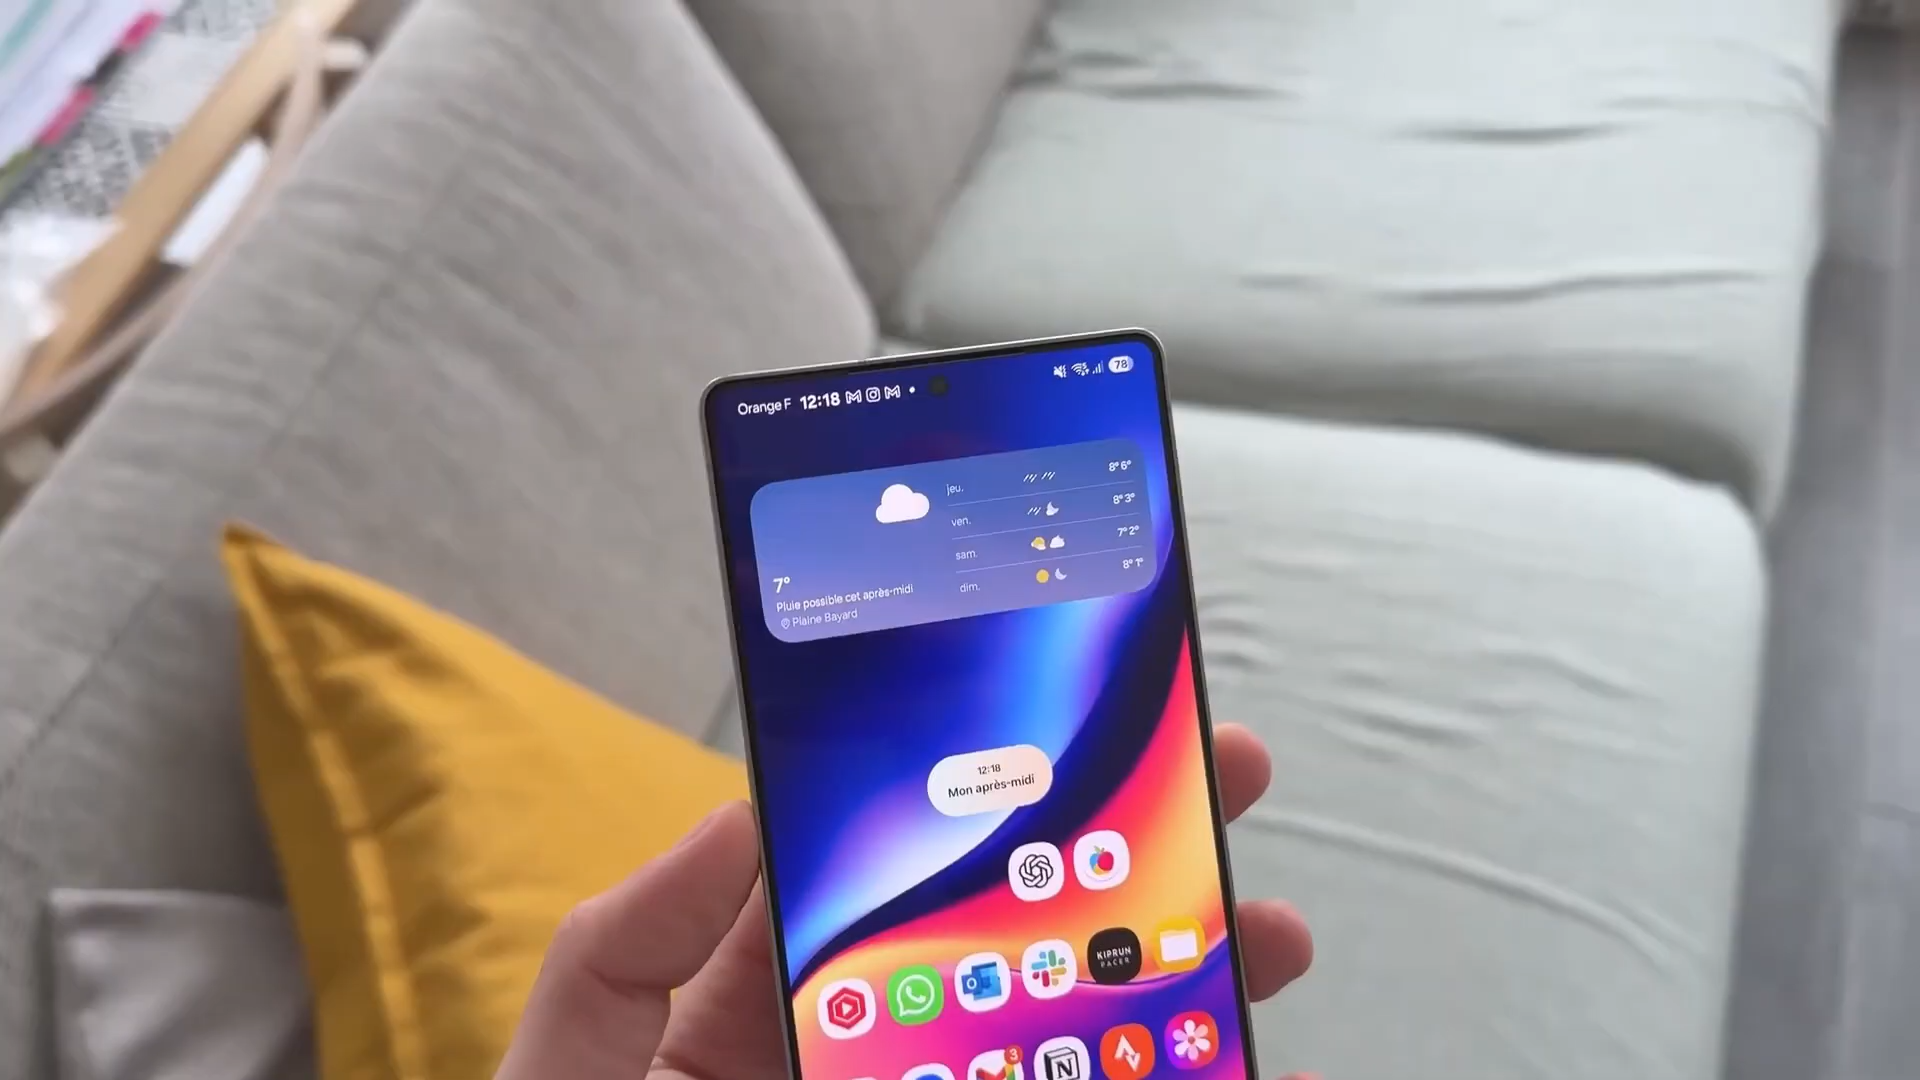 Orange F 12:18
78
jeu. 8° 6°
ven. 8° 3°
sam. 7° 2°
dim. 8° 1°
7°
Pluie possible cet après-midi
Plaine Bayard
12:18
Mon après-midi
KIPRUN
PACER
3